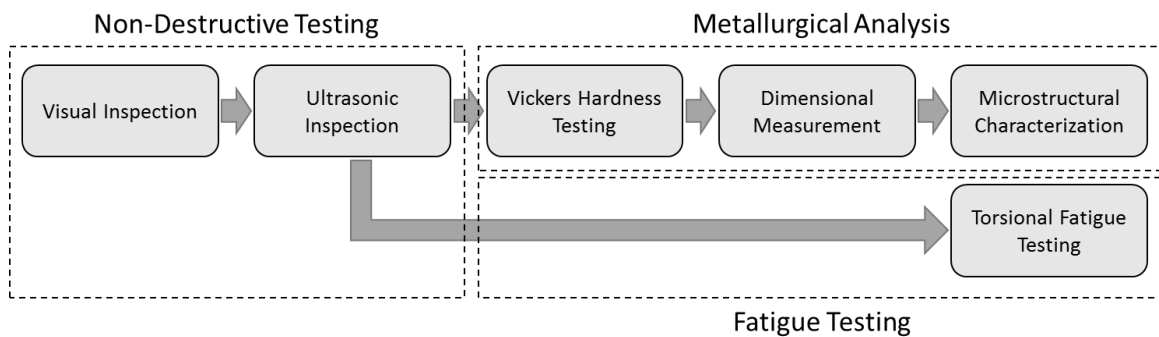 Non-Destructive Testing
Metallurgical Analysis
Visual Inspection
Ultrasonic
Inspection
Vickers Hardness
Testing
Dimensional
Measurement
Microstructural
Characterization
Torsional Fatigue
Testing
Fatigue Testing